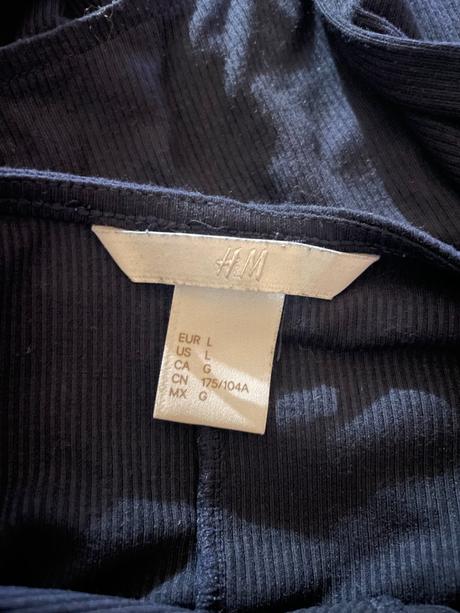 H&M
EUR L
US L
CA G
CN 175/104A
MX G